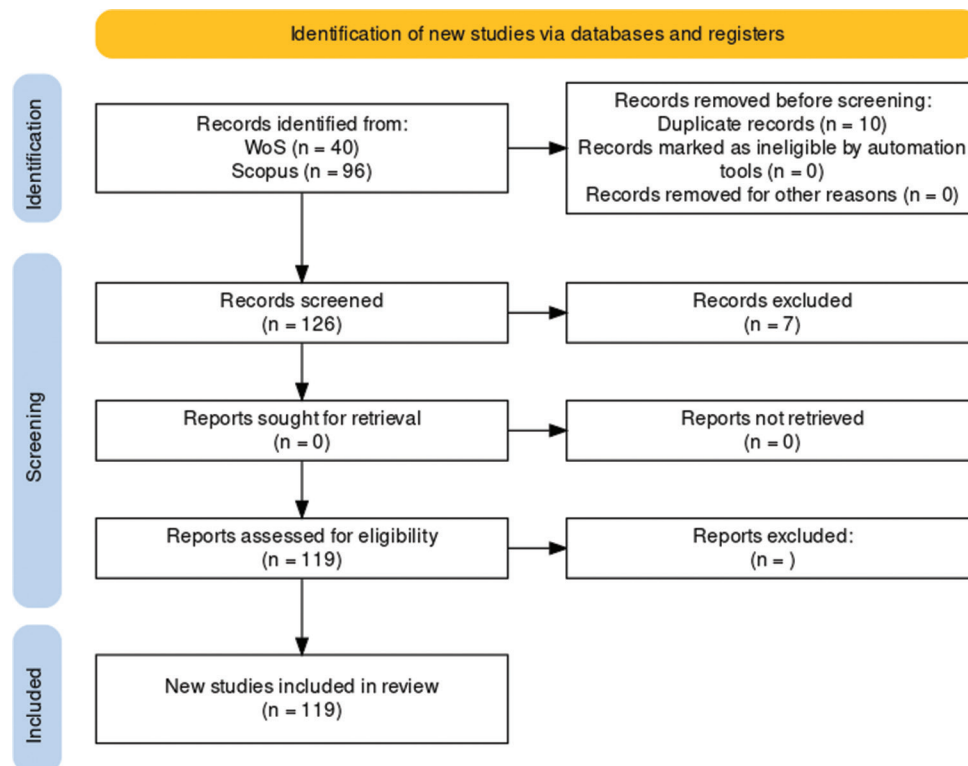 Identification of new studies via databases and registers
Identification
Records identified from:
WoS (n = 40)
Scopus (n = 96)
Records removed before screening:
Duplicate records (n = 10)
Records marked as ineligible by automation
tools (n = 0)
Records removed for other reasons (n = 0)
Screening
Records screened
(n = 126)
Records excluded
(n = 7)
Reports sought for retrieval
(n = 0)
Reports not retrieved
(n = 0)
Reports assessed for eligibility
(n = 119)
Reports excluded:
(n = )
Included
New studies included in review
(n = 119)